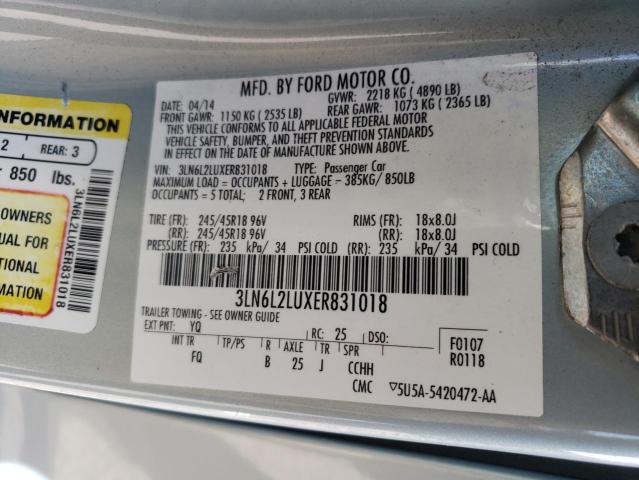 INFORMATION
2 REAR: 3
850 lbs.
OWNERS
UAL FOR
TIONAL
MATION
3LN6L2LUXER831018
MFD. BY FORD MOTOR CO.
DATE: 04/14 GVWR: 2218 KG ( 4890 LB)
FRONT GAWR: 1150 KG ( 2535 LB) REAR GAWR: 1073 KG ( 2365 LB)
THIS VEHICLE CONFORMS TO ALL APPLICABLE FEDERAL MOTOR
VEHICLE SAFETY, BUMPER, AND THEFT PREVENTION STANDARDS
IN EFFECT ON THE DATE OF MANUFACTURE SHOWN ABOVE.
VIN: 3LN6L2LUXER831018 TYPE: Passenger Car
MAXIMUM LOAD = OCCUPANTS + LUGGAGE - 385KG/ 850LB
OCCUPANTS = 5 TOTAL; 2 FRONT, 3 REAR
TIRE (FR): 245/45R18 96V RIMS (FR): 18x8.0J
(RR): 245/45R18 96V (RR): 18x8.0J
PRESSURE (FR): 235 kPa/ 34 PSI COLD (RR): 235 kPa/ 34 PSI COLD
3LN6L2LUXER831018
TRAILER TOWING - SEE OWNER GUIDE
EXT PNT: YQ RC: 25 DSO: F0107
INT TR TP/PS R AXLE TR SPR R0118
FQ B 25 J CCHH
CMC ▽5U5A-5420472-AA